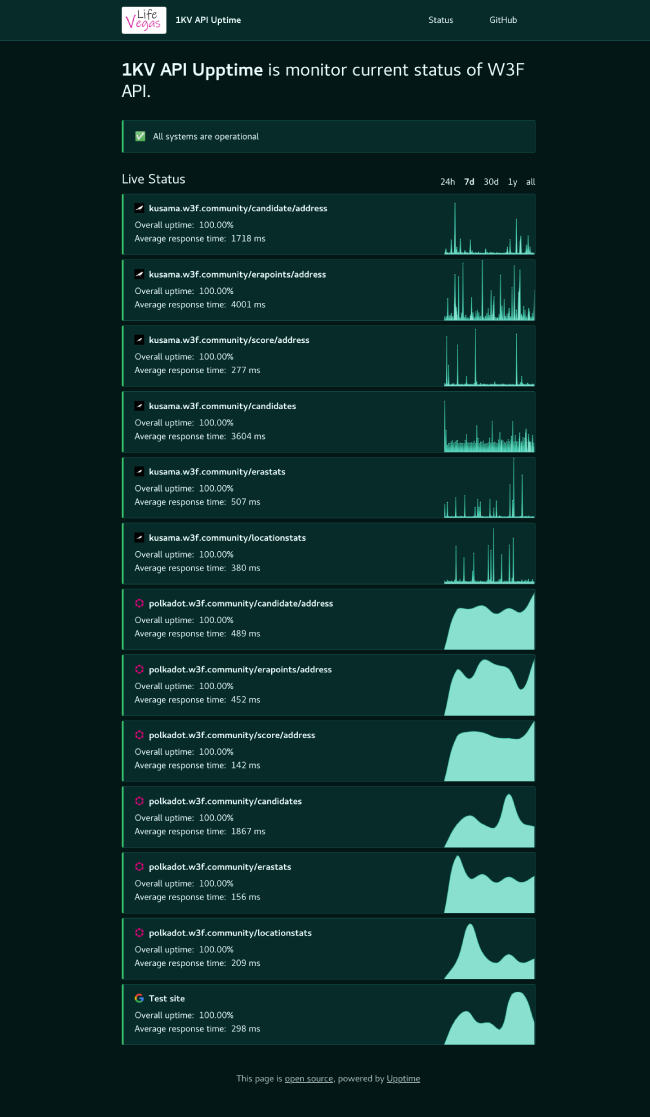 Life
Vegas
1KV API Uptime
Status
GitHub
1KV API Upptime is monitor current status of W3F
API.
✅ All systems are operational
Live Status
24h 7d 30d 1y all
kusama.w3f.community/candidate/address
Overall uptime: 100.00%
Average response time: 1718 ms
kusama.w3f.community/erapoints/address
Overall uptime: 100.00%
Average response time: 4001 ms
kusama.w3f.community/score/address
Overall uptime: 100.00%
Average response time: 277 ms
kusama.w3f.community/candidates
Overall uptime: 100.00%
Average response time: 3604 ms
kusama.w3f.community/erastats
Overall uptime: 100.00%
Average response time: 507 ms
kusama.w3f.community/locationstats
Overall uptime: 100.00%
Average response time: 380 ms
polkadot.w3f.community/candidate/address
Overall uptime: 100.00%
Average response time: 489 ms
polkadot.w3f.community/erapoints/address
Overall uptime: 100.00%
Average response time: 452 ms
polkadot.w3f.community/score/address
Overall uptime: 100.00%
Average response time: 142 ms
polkadot.w3f.community/candidates
Overall uptime: 100.00%
Average response time: 1867 ms
polkadot.w3f.community/erastats
Overall uptime: 100.00%
Average response time: 156 ms
polkadot.w3f.community/locationstats
Overall uptime: 100.00%
Average response time: 209 ms
Test site
Overall uptime: 100.00%
Average response time: 298 ms
This page is open source, powered by Upptime